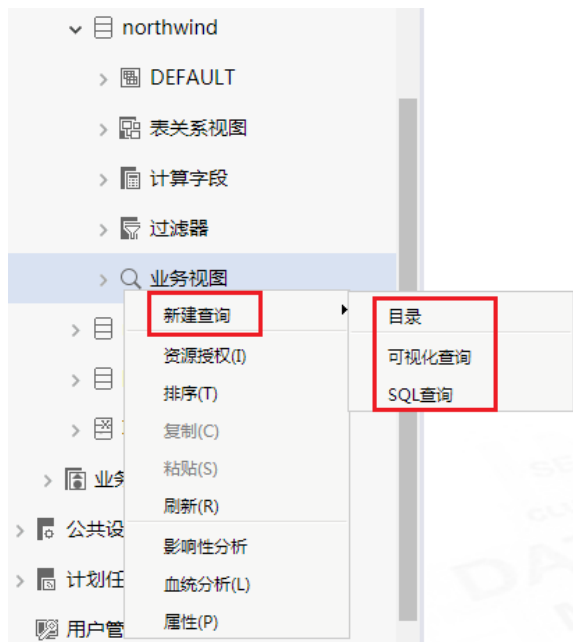 northwind
DEFAULT
表关系视图
计算字段
过滤器
业务视图
新建查询
目录
可视化查询
SQL查询
资源授权(I)
排序(T)
复制(C)
粘贴(S)
刷新(R)
影响性分析
血统分析(L)
属性(P)
业务
公共设
计划任
用户管